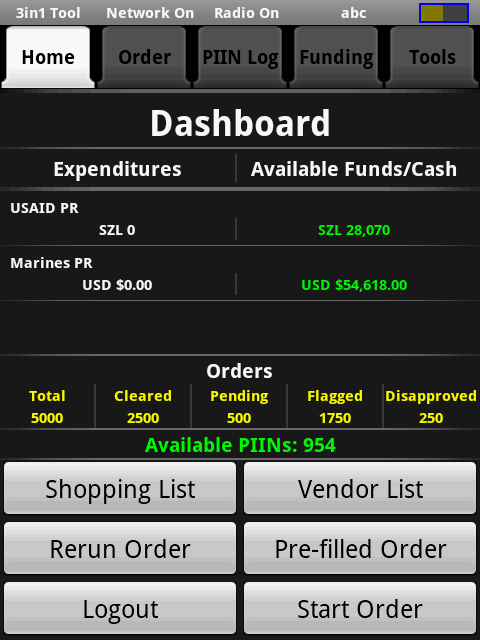 3in1 Tool Network On Radio On abc
Home Order PIIN Log Funding Tools
Dashboard
Expenditures Available Funds/Cash
USAID PR
SZL 0 SZL 28,070
Marines PR
USD $0.00 USD $54,618.00
Orders
Total Cleared Pending Flagged Disapproved
5000 2500 500 1750 250
Available PIINs: 954
Shopping List Vendor List
Rerun Order Pre-filled Order
Logout Start Order